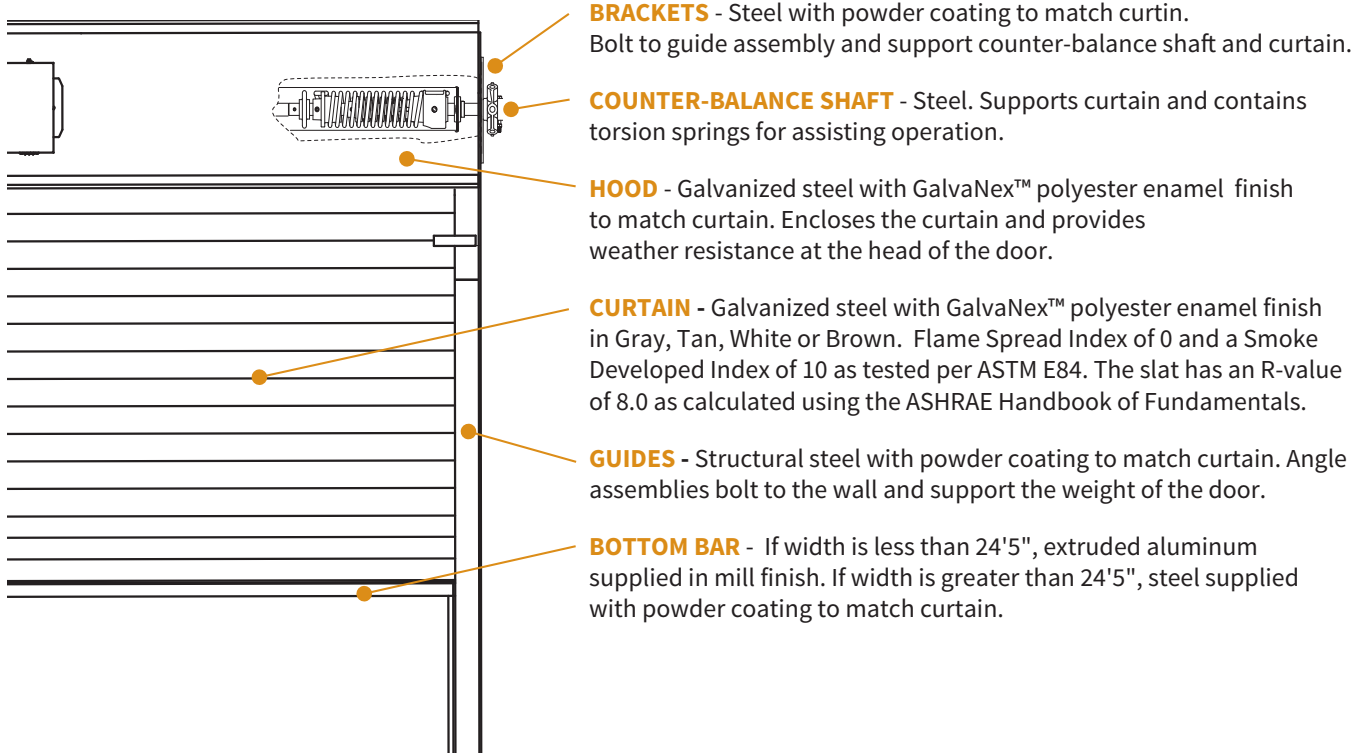 BRACKETS - Steel with powder coating to match curtin.
Bolt to guide assembly and support counter-balance shaft and curtain.
COUNTER-BALANCE SHAFT - Steel. Supports curtain and contains
torsion springs for assisting operation.
HOOD - Galvanized steel with GalvaNex™ polyester enamel finish
to match curtain. Encloses the curtain and provides
weather resistance at the head of the door.
CURTAIN - Galvanized steel with GalvaNex™ polyester enamel finish
in Gray, Tan, White or Brown. Flame Spread Index of 0 and a Smoke
Developed Index of 10 as tested per ASTM E84. The slat has an R-value
of 8.0 as calculated using the ASHRAE Handbook of Fundamentals.
GUIDES - Structural steel with powder coating to match curtain. Angle
assemblies bolt to the wall and support the weight of the door.
BOTTOM BAR - If width is less than 24'5", extruded aluminum
supplied in mill finish. If width is greater than 24'5", steel supplied
with powder coating to match curtain.